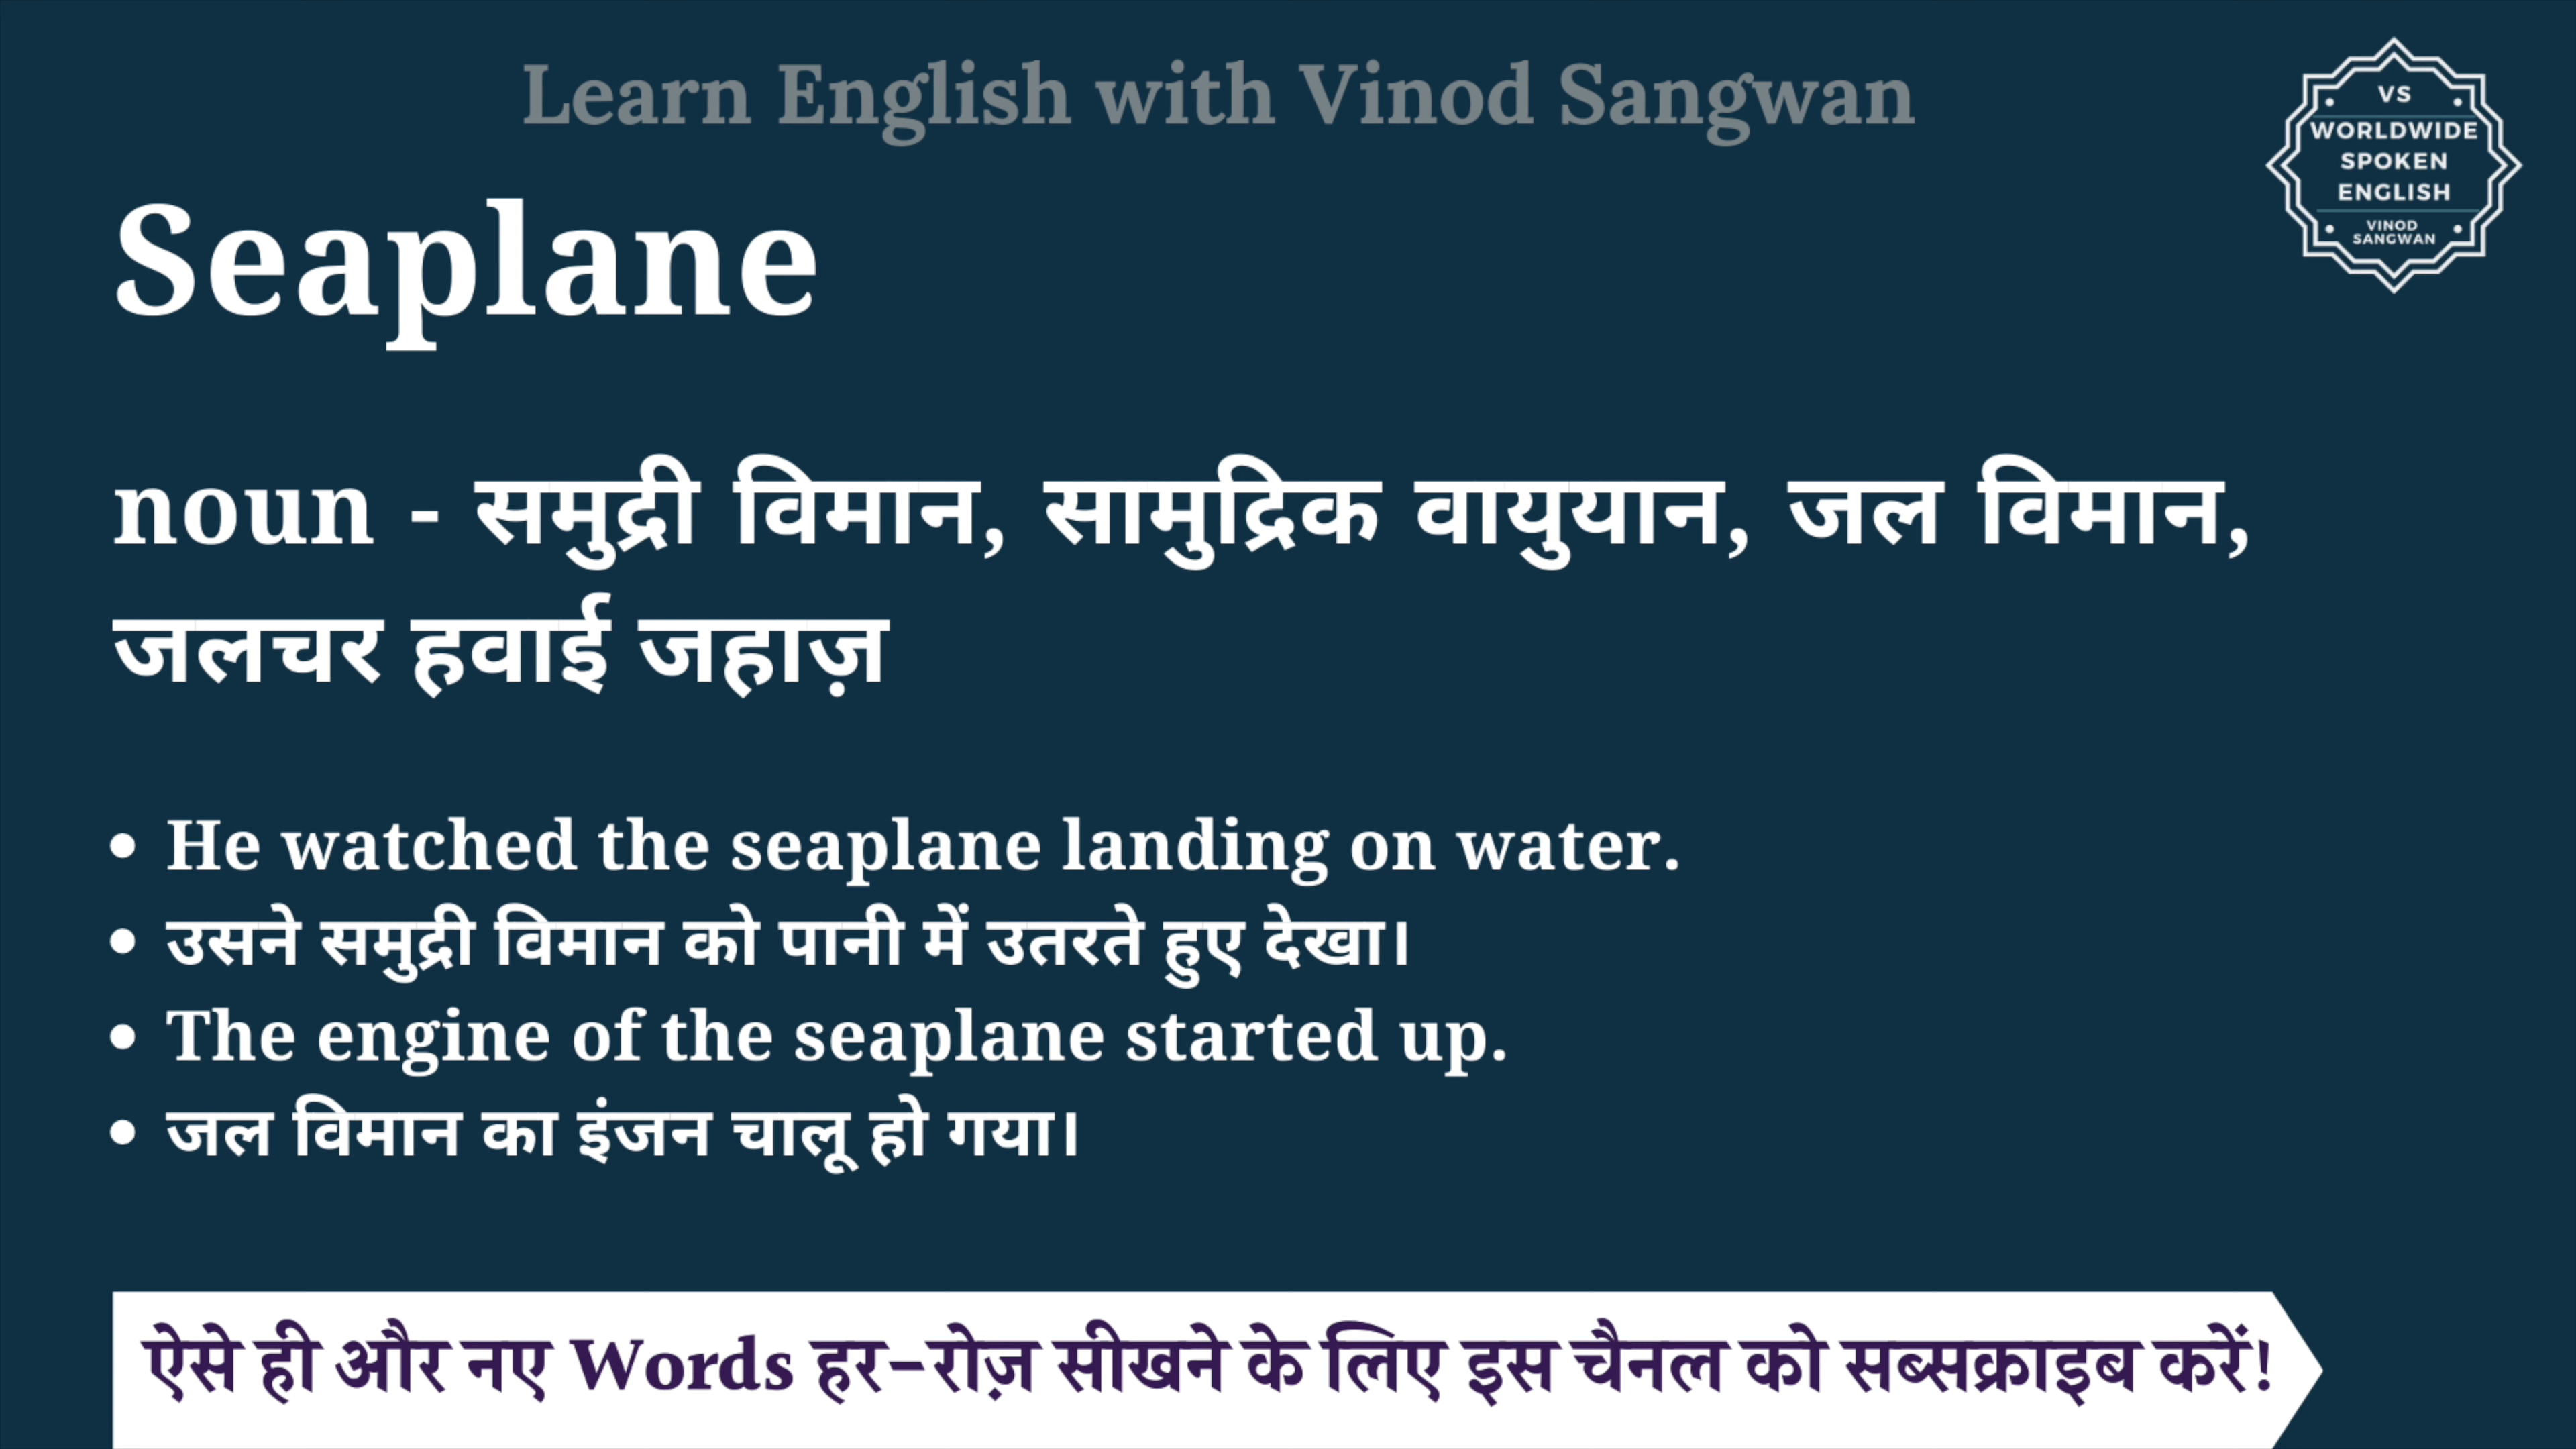 Learn English with Vinod Sangwan
VS
WORLDWIDE
SPOKEN
ENGLISH
VINOD
SANGWAN
Seaplane
noun - समुद्री विमान, सामुद्रिक वायुयान, जल विमान,
जलचर हवाई जहाज़
• He watched the seaplane landing on water.
• उसने समुद्री विमान को पानी में उतरते हुए देखा।
• The engine of the seaplane started up.
• जल विमान का इंजन चालू हो गया।
ऐसे ही और नए Words हर-रोज़ सीखने के लिए इस चैनल को सब्सक्राइब करें!